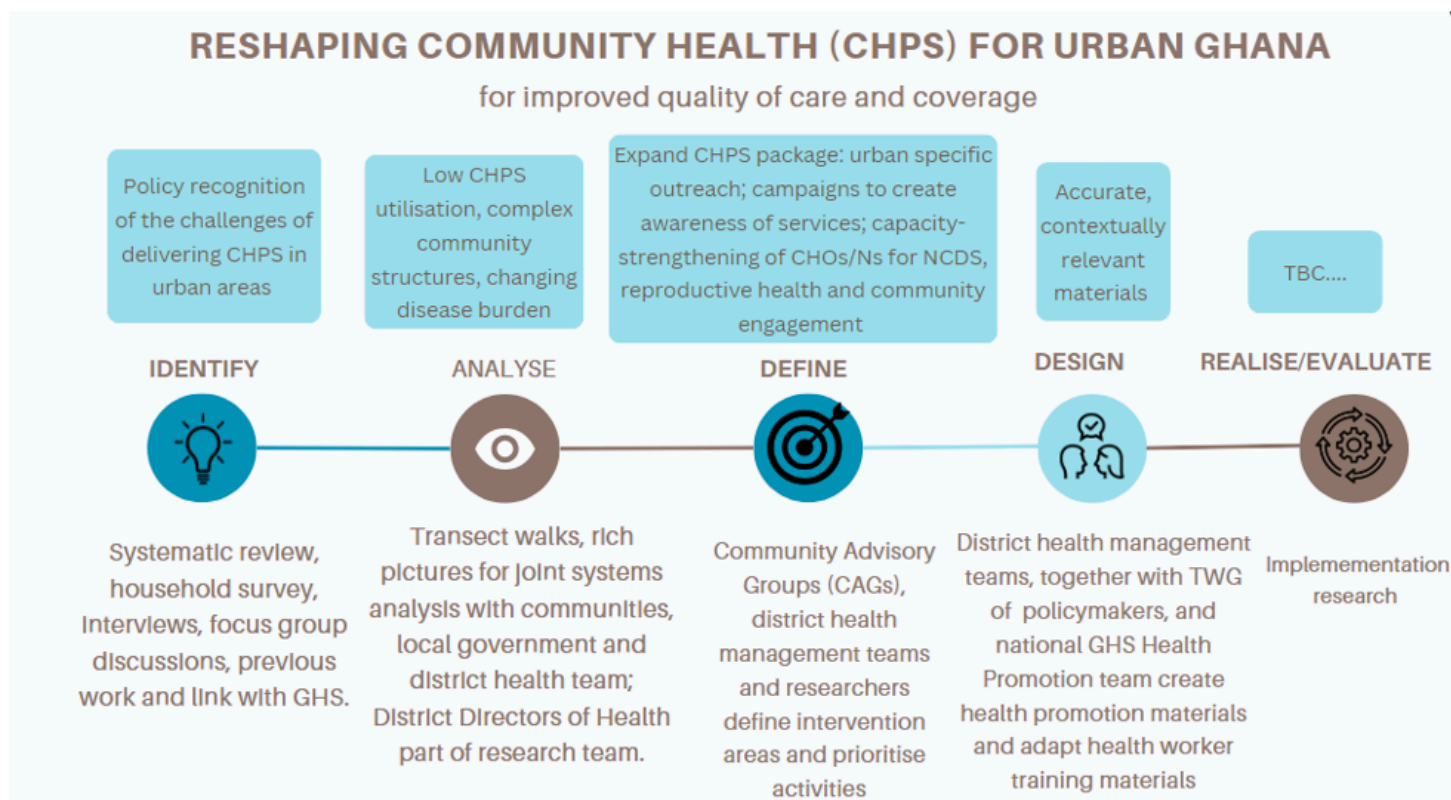 RESHAPING COMMUNITY HEALTH (CHPS) FOR URBAN GHANA
for improved quality of care and coverage
Policy recognition
of the challenges of
delivering CHPS in
urban areas
Low CHPS
utilisation, complex
community
structures, changing
disease burden
Expand CHPS package: urban specific
outreach; campaigns to create
awareness of services; capacity-
strengthening of CHOs/Ns for NCDS,
reproductive health and community
engagement
Accurate,
contextually
relevant
materials
TBC....
IDENTIFY
ANALYSE
DEFINE
DESIGN
REALISE/EVALUATE
Systematic review,
household survey,
interviews, focus group
discussions, previous
work and link with GHS.
Transect walks, rich
pictures for joint systems
analysis with communities,
local government and
district health team;
District Directors of Health
part of research team.
Community Advisory
Groups (CAGs),
district health
management teams
and researchers
define intervention
areas and prioritise
activities
District health management
teams, together with TWG
of policymakers, and
national GHS Health
Promotion team create
health promotion materials
and adapt health worker
training materials
Implemementation
research